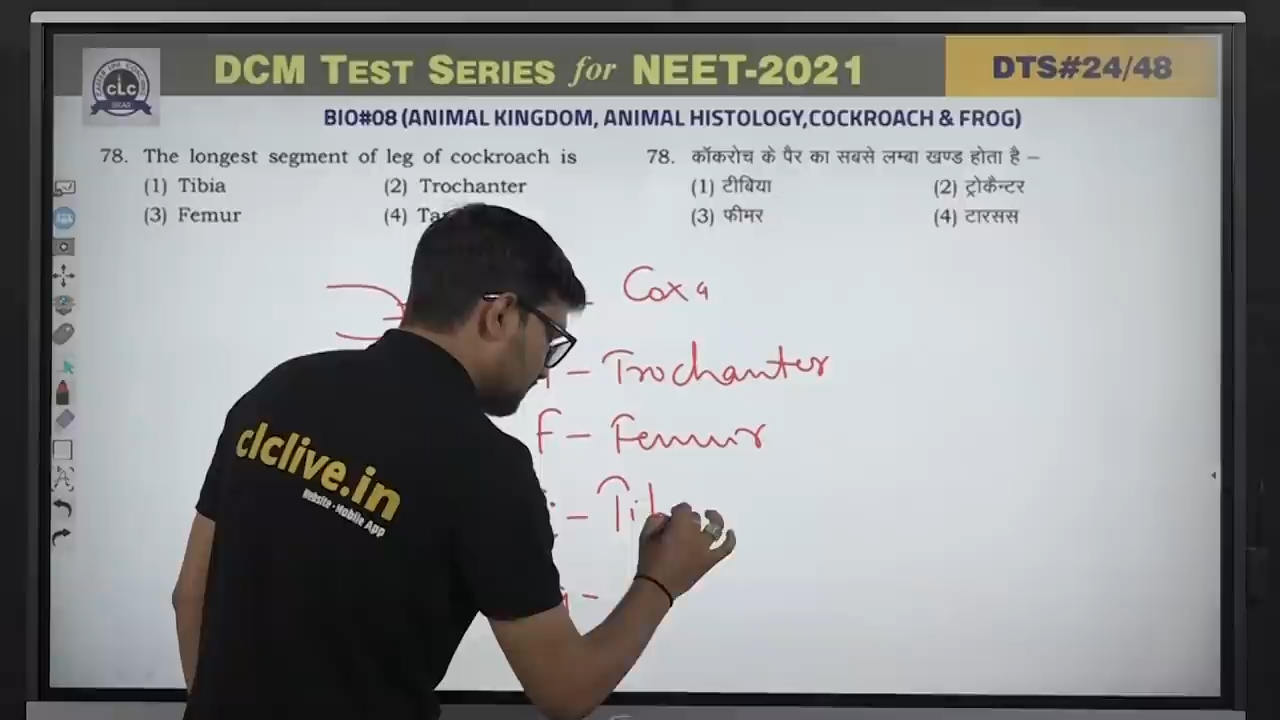 DCM TEST SERIES for NEET-2021
DTS#24/48
CLC
BIO#08 (ANIMAL KINGDOM, ANIMAL HISTOLOGY,COCKROACH & FROG)
78. The longest segment of leg of cockroach is
(1) Tibia (2) Trochanter
(3) Femur (4)
78. कॉकरोच के पैर का सबसे लम्बा खण्ड होता है –
(1) टीबिया (2) ट्रोकैन्टर
(3) फीमर (4) टारसस
Coxa
– Trochanter
F – Femur
– Tib
clclive.in
Website • Mobile App